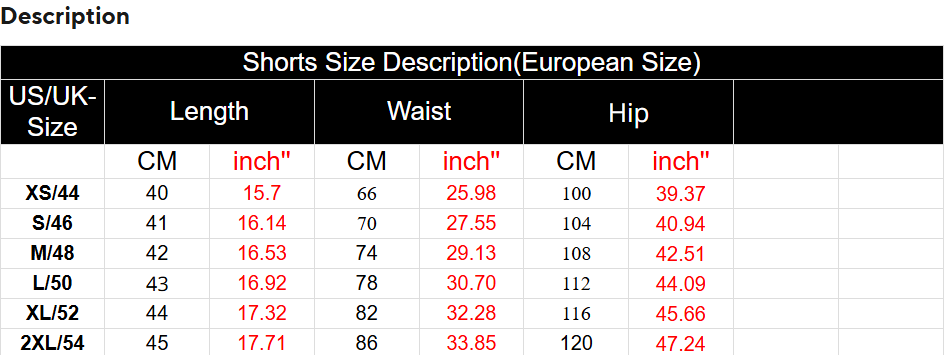 Description
Shorts Size Description(European Size)
US/UK-
Size Length Waist Hip
CM inch" CM inch" CM inch"
XS/44 40 15.7 66 25.98 100 39.37
S/46 41 16.14 70 27.55 104 40.94
M/48 42 16.53 74 29.13 108 42.51
L/50 43 16.92 78 30.70 112 44.09
XL/52 44 17.32 82 32.28 116 45.66
2XL/54 45 17.71 86 33.85 120 47.24